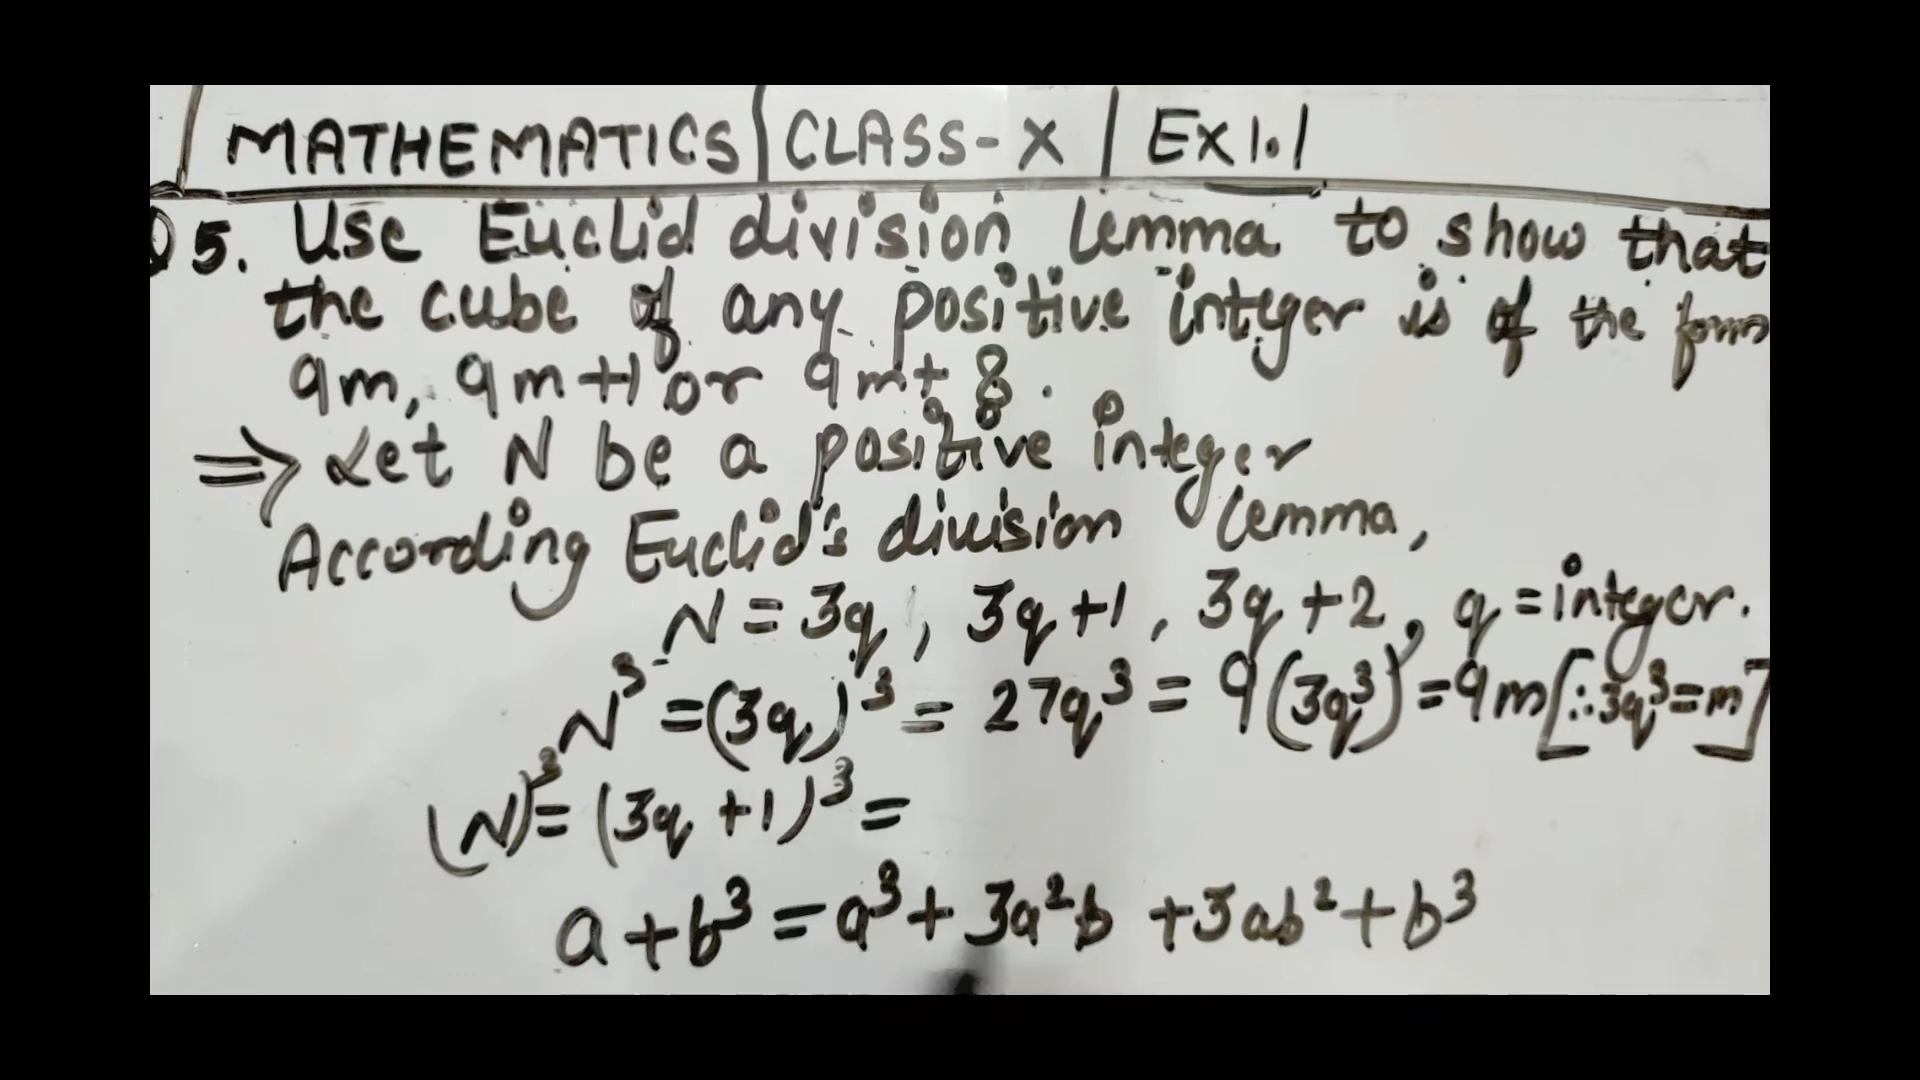 MATHEMATICS | CLASS-X | EX 1.1
Q5. Use Euclid division lemma to show that
the cube of any positive integer is of the form
9m, 9m+1 or 9m+8.
⇒ Let N be a positive integer
According Euclid's division lemma,
N = 3q, 3q+1, 3q+2, q = integer.
N³ = (3q)³ = 27q³ = 9(3q³) = 9m [∴3q³=m]
(N)³ = (3q+1)³ =
a+b³ = a³ + 3a²b + 3ab² + b³